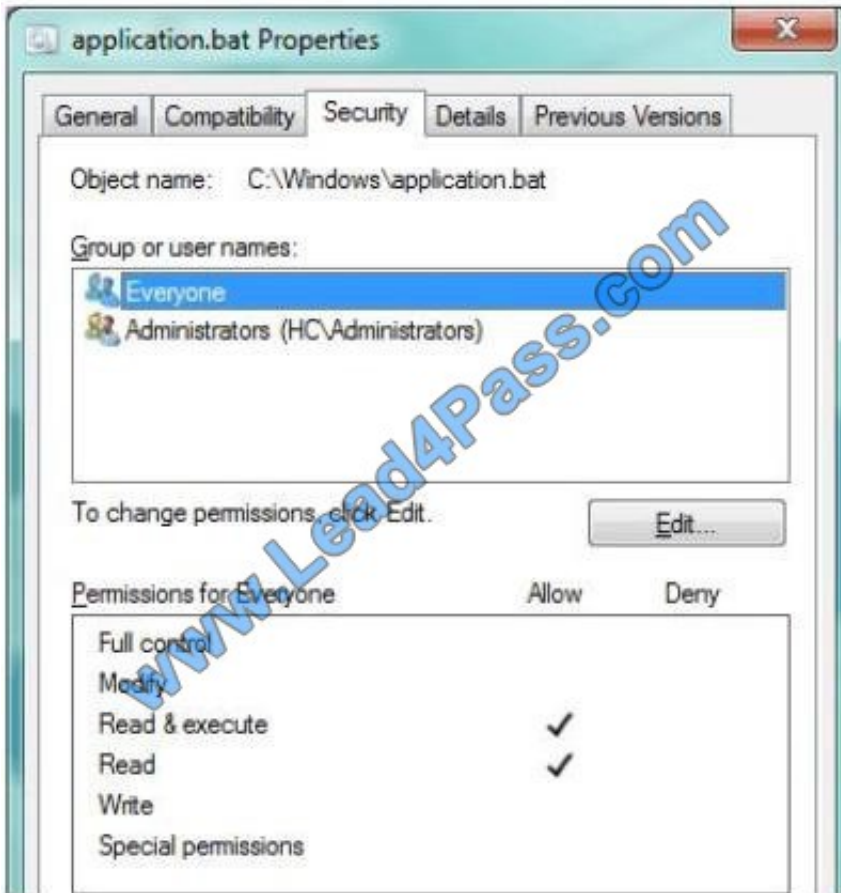 application.bat Properties
General Compatibility Security Details Previous Versions
Object name: C:\Windows\application.bat
Group or user names:
Everyone
Administrators (HC\Administrators)
To change permissions, click Edit.
Edit...
Permissions for Everyone Allow Deny
Full control
Modify
Read & execute
Read
Write
Special permissions
www.Lead4Pass.com